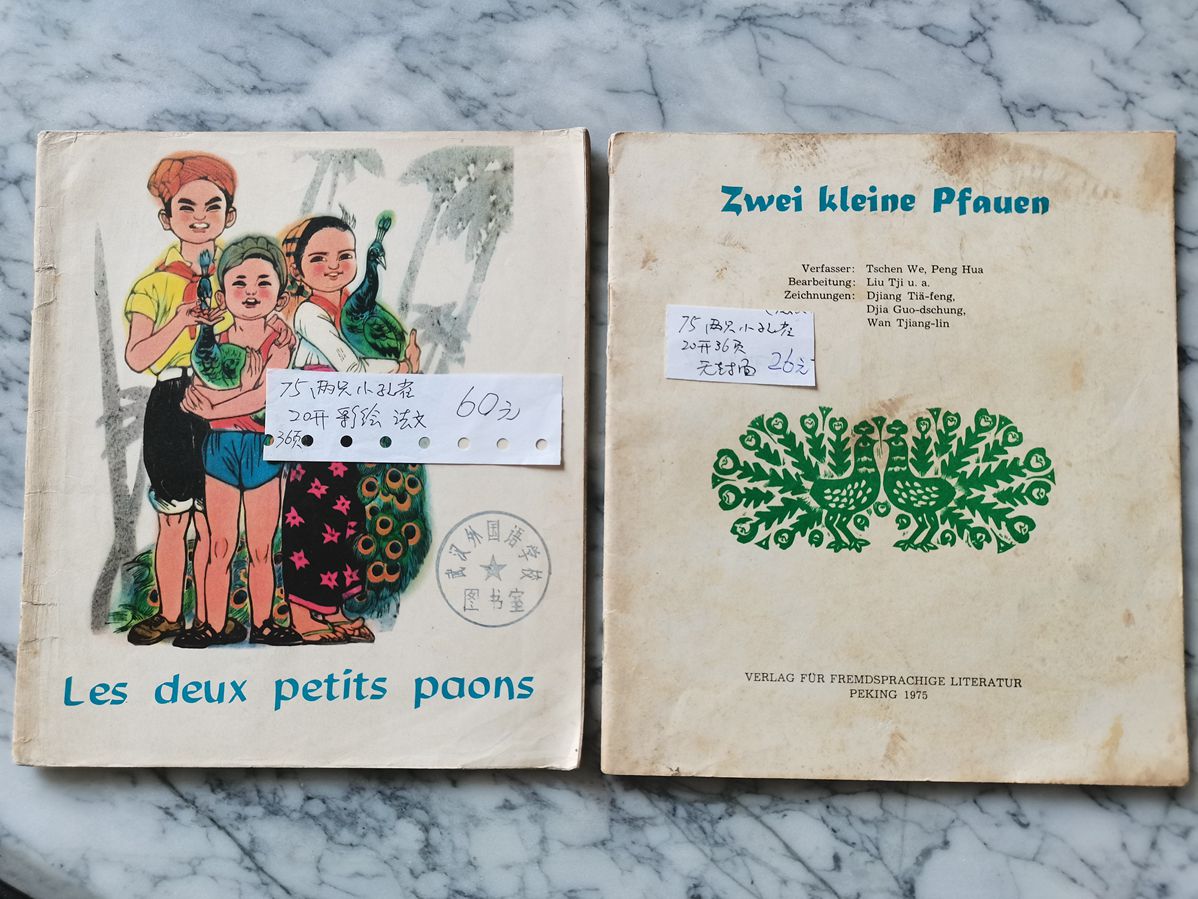 75 两只小孔雀 60元
20开 彩绘 法文
36页
武汉外国语学校
图书室
Les deux petits paons
Zwei kleine Pfauen
Verfasser: Tschen We, Peng Hua
Bearbeitung: Liu Tji u. a.
Zeichnungen: Djiang Tiä-feng,
Djia Guo-dschung,
Wan Tjiang-lin
75 两只小孔雀
20开36页
无封面 26元
VERLAG FÜR FREMDSPRACHIGE LITERATUR
PEKING 1975